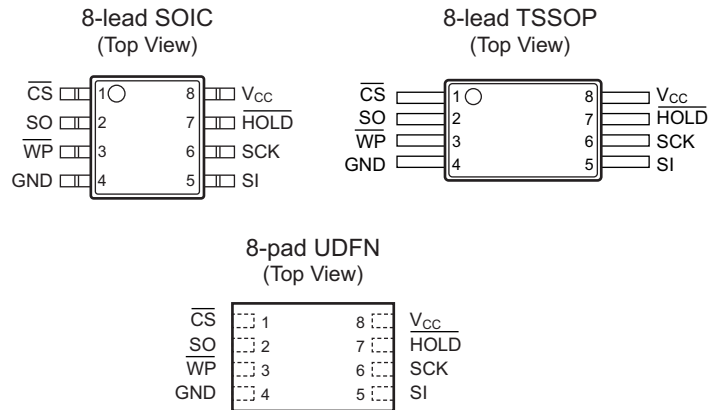 8-lead SOIC
(Top View)
CS 1 8 VCC
SO 2 7 HOLD
WP 3 6 SCK
GND 4 5 SI
8-lead TSSOP
(Top View)
CS 1 8 VCC
SO 2 7 HOLD
WP 3 6 SCK
GND 4 5 SI
8-pad UDFN
(Top View)
CS 1 8 VCC
SO 2 7 HOLD
WP 3 6 SCK
GND 4 5 SI